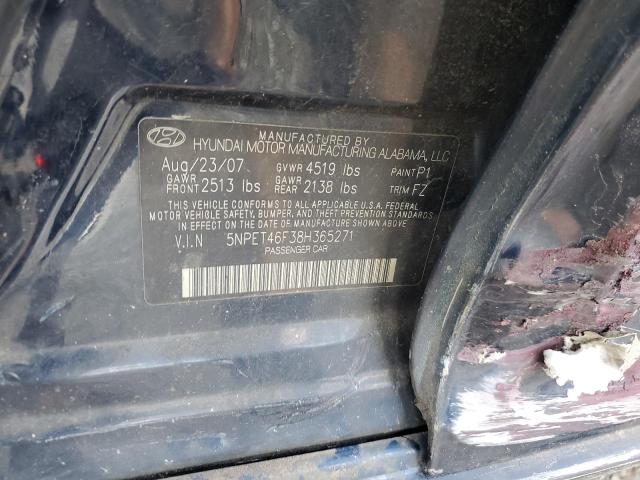 MANUFACTURED BY
HYUNDAI MOTOR MANUFACTURING ALABAMA, LLC
Aug/23/07 GVWR 4519 lbs PAINT P1
GAWR FRONT 2513 lbs GAWR REAR 2138 lbs TRIM FZ
THIS VEHICLE CONFORMS TO ALL APPLICABLE U.S.A FEDERAL
MOTOR VEHICLE SAFETY, BUMPER, AND THEFT PREVENTION
STANDARDS IN EFFECT ON THE DATE OF MANUFACTURE SHOWN ABOVE
V.I.N 5NPET46F38H365271
PASSENGER CAR